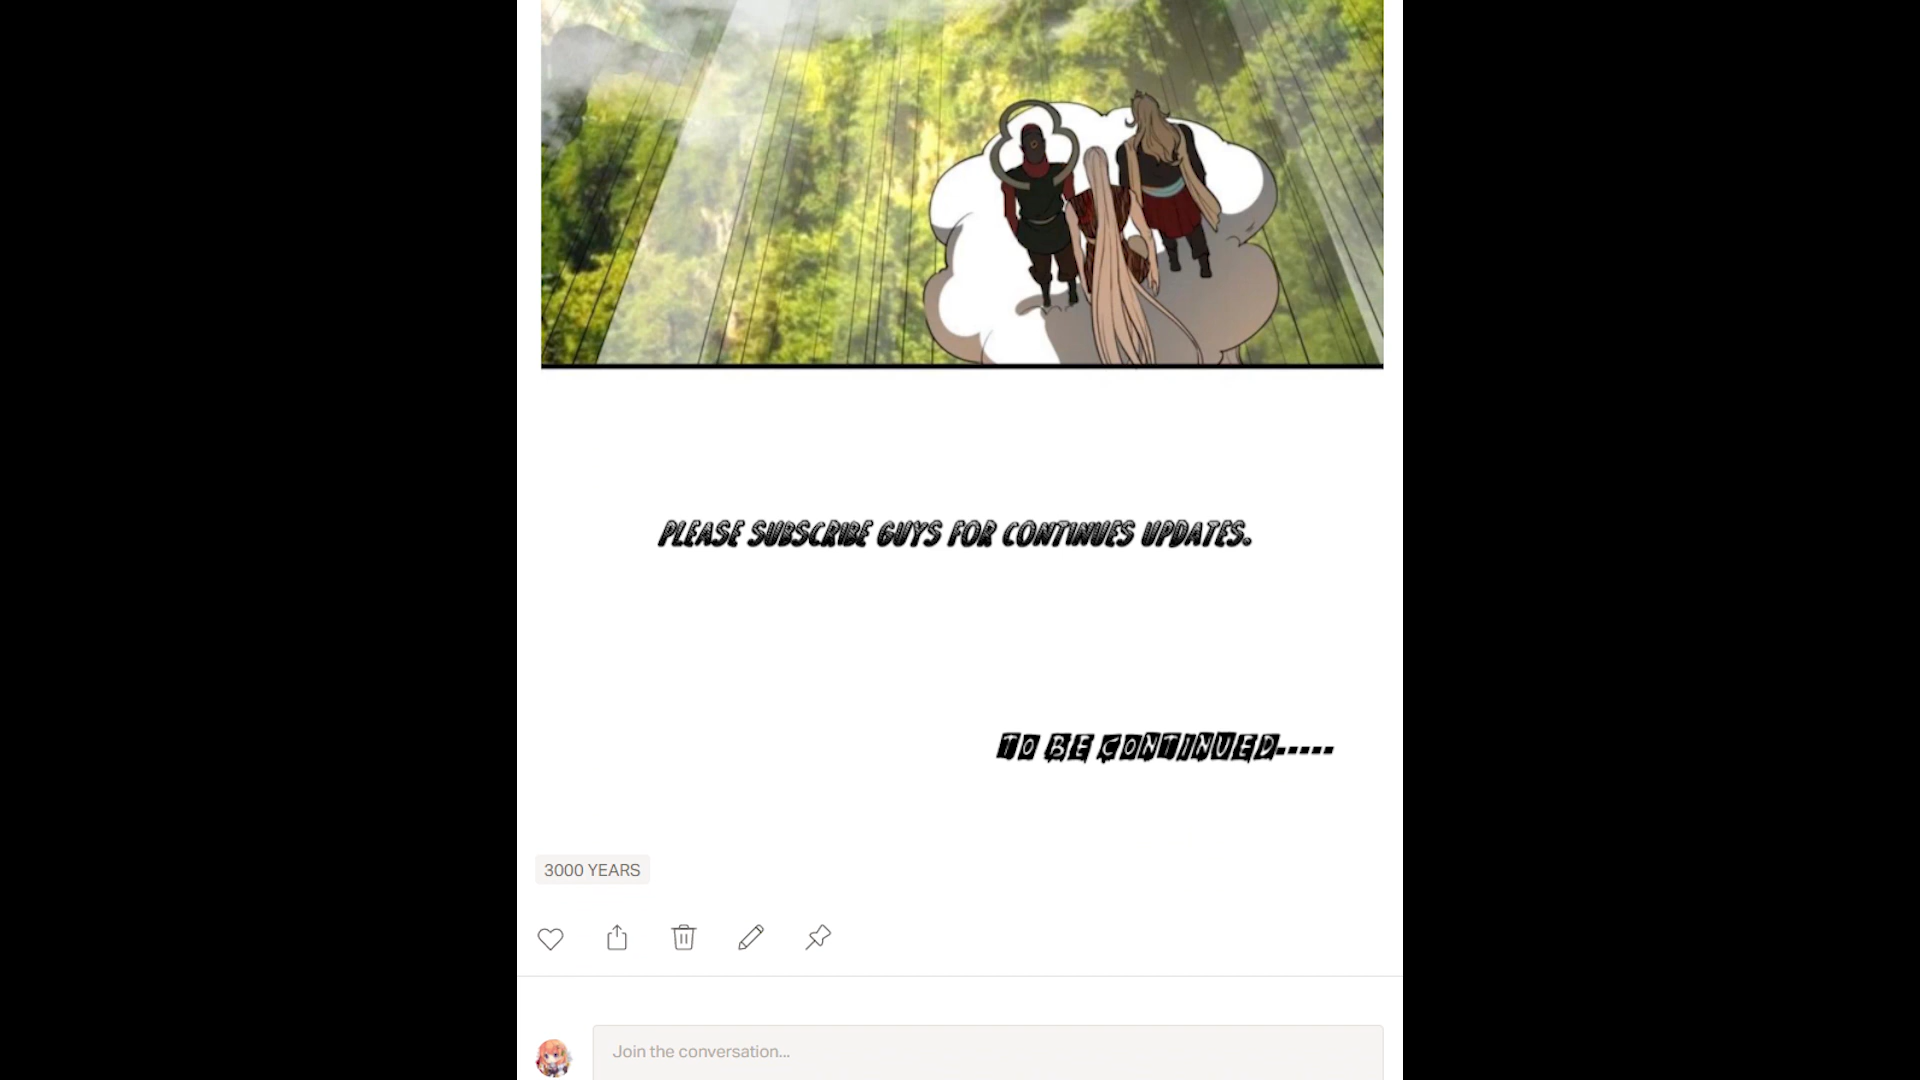 PLEASE SUBSCRIBE GUYS FOR CONTINUES UPDATES.
TO BE CONTINUED.....
3000 YEARS
Join the conversation...